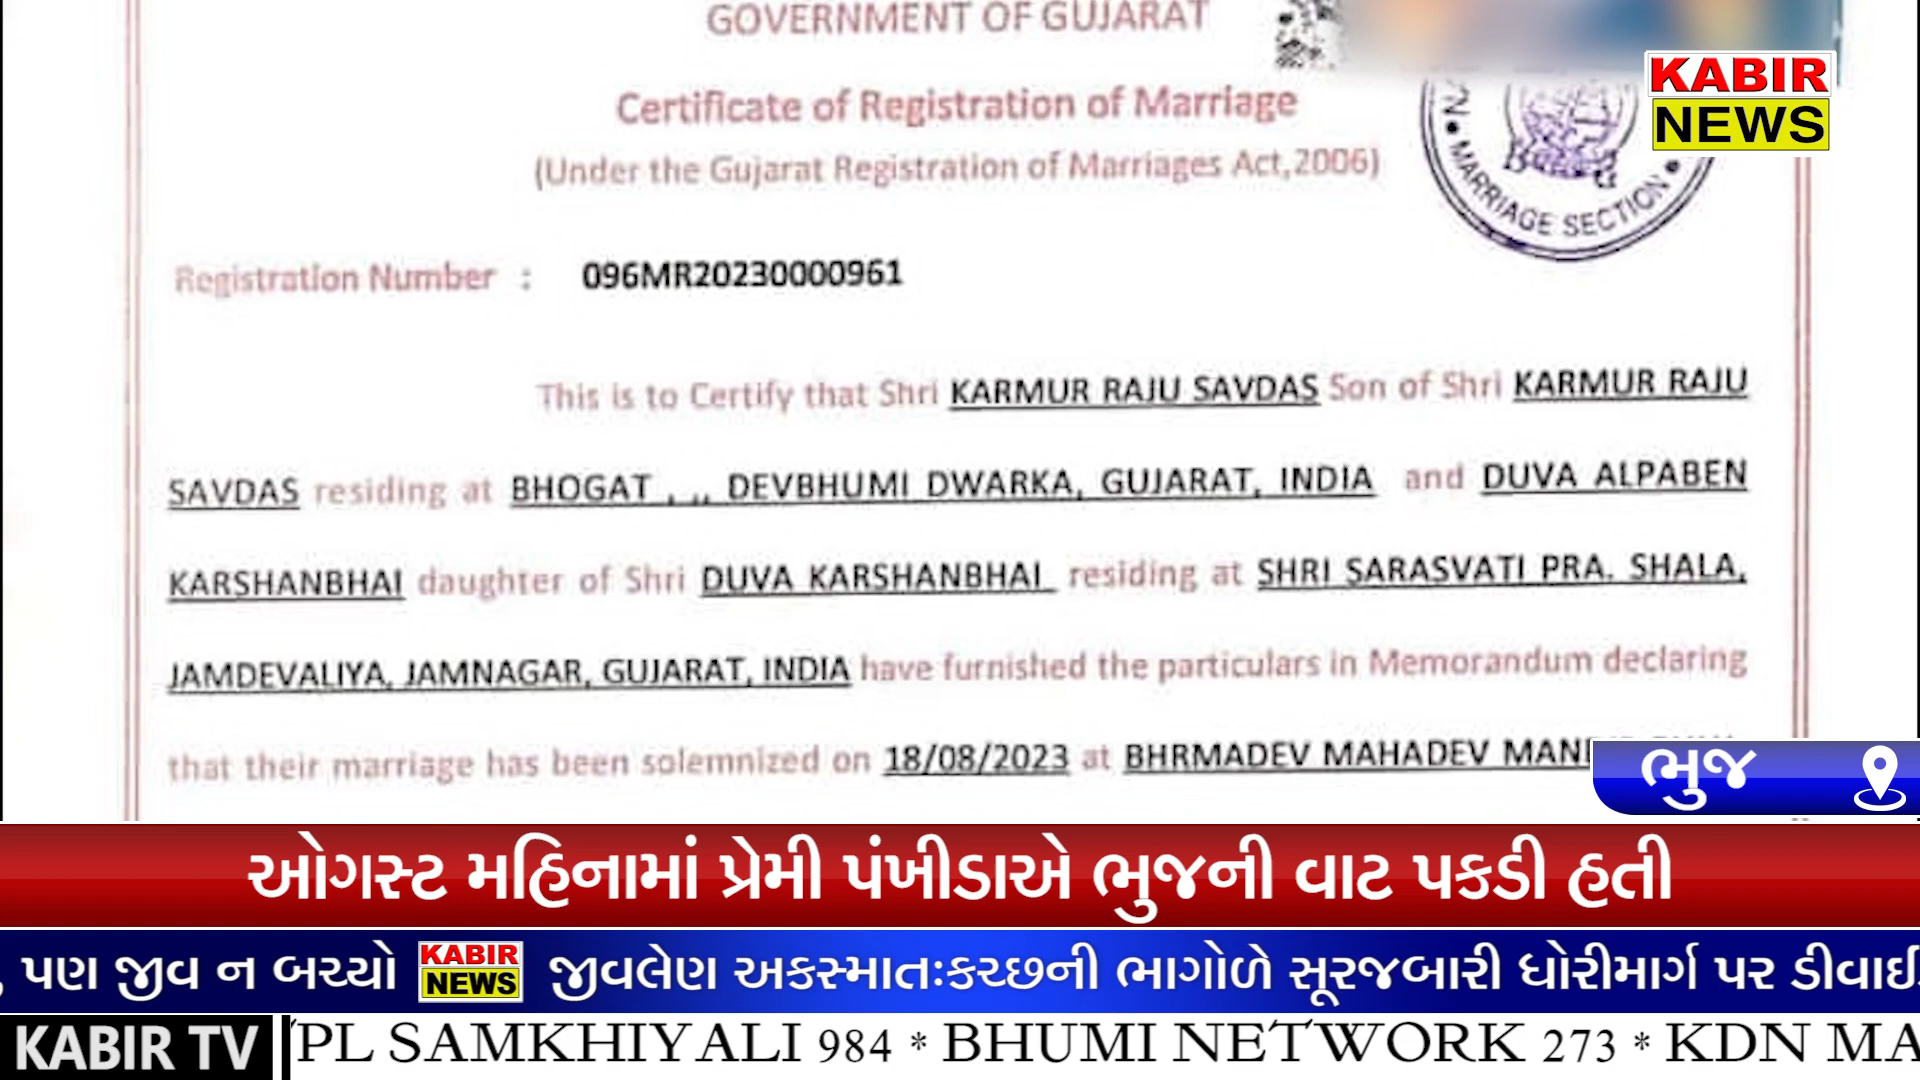 GOVERNMENT OF GUJARAT
Certificate of Registration of Marriage
(Under the Gujarat Registration of Marriages Act,2006)
MARRIAGE SECTION
KABIR
NEWS
Registration Number : 096MR20230000961
This is to Certify that Shri KARMUR RAJU SAVDAS Son of Shri KARMUR RAJU
SAVDAS residing at BHOGAT , ,, DEVBHUMI DWARKA, GUJARAT, INDIA and DUVA ALPABEN
KARSHANBHAI daughter of Shri DUVA KARSHANBHAI residing at SHRI SARASVATI PRA. SHALA,
JAMDEVALIYA, JAMNAGAR, GUJARAT, INDIA have furnished the particulars in Memorandum declaring
that their marriage has been solemnized on 18/08/2023 at BHRMADEV MAHADEV
ભુજ
ઓગસ્ટ મહિનામાં પ્રેમી પંખીડાએ ભુજની વાટ પકડી હતી
, પણ જીવ ન બચ્યો KABIR NEWS જીવલેણ અકસ્માતઃકચ્છની ભાગોળે સૂરજબારી ધોરીમાર્ગ પર
KABIR TV PL SAMKHIYALI 984 * BHUMI NETWORK 273 * KDN